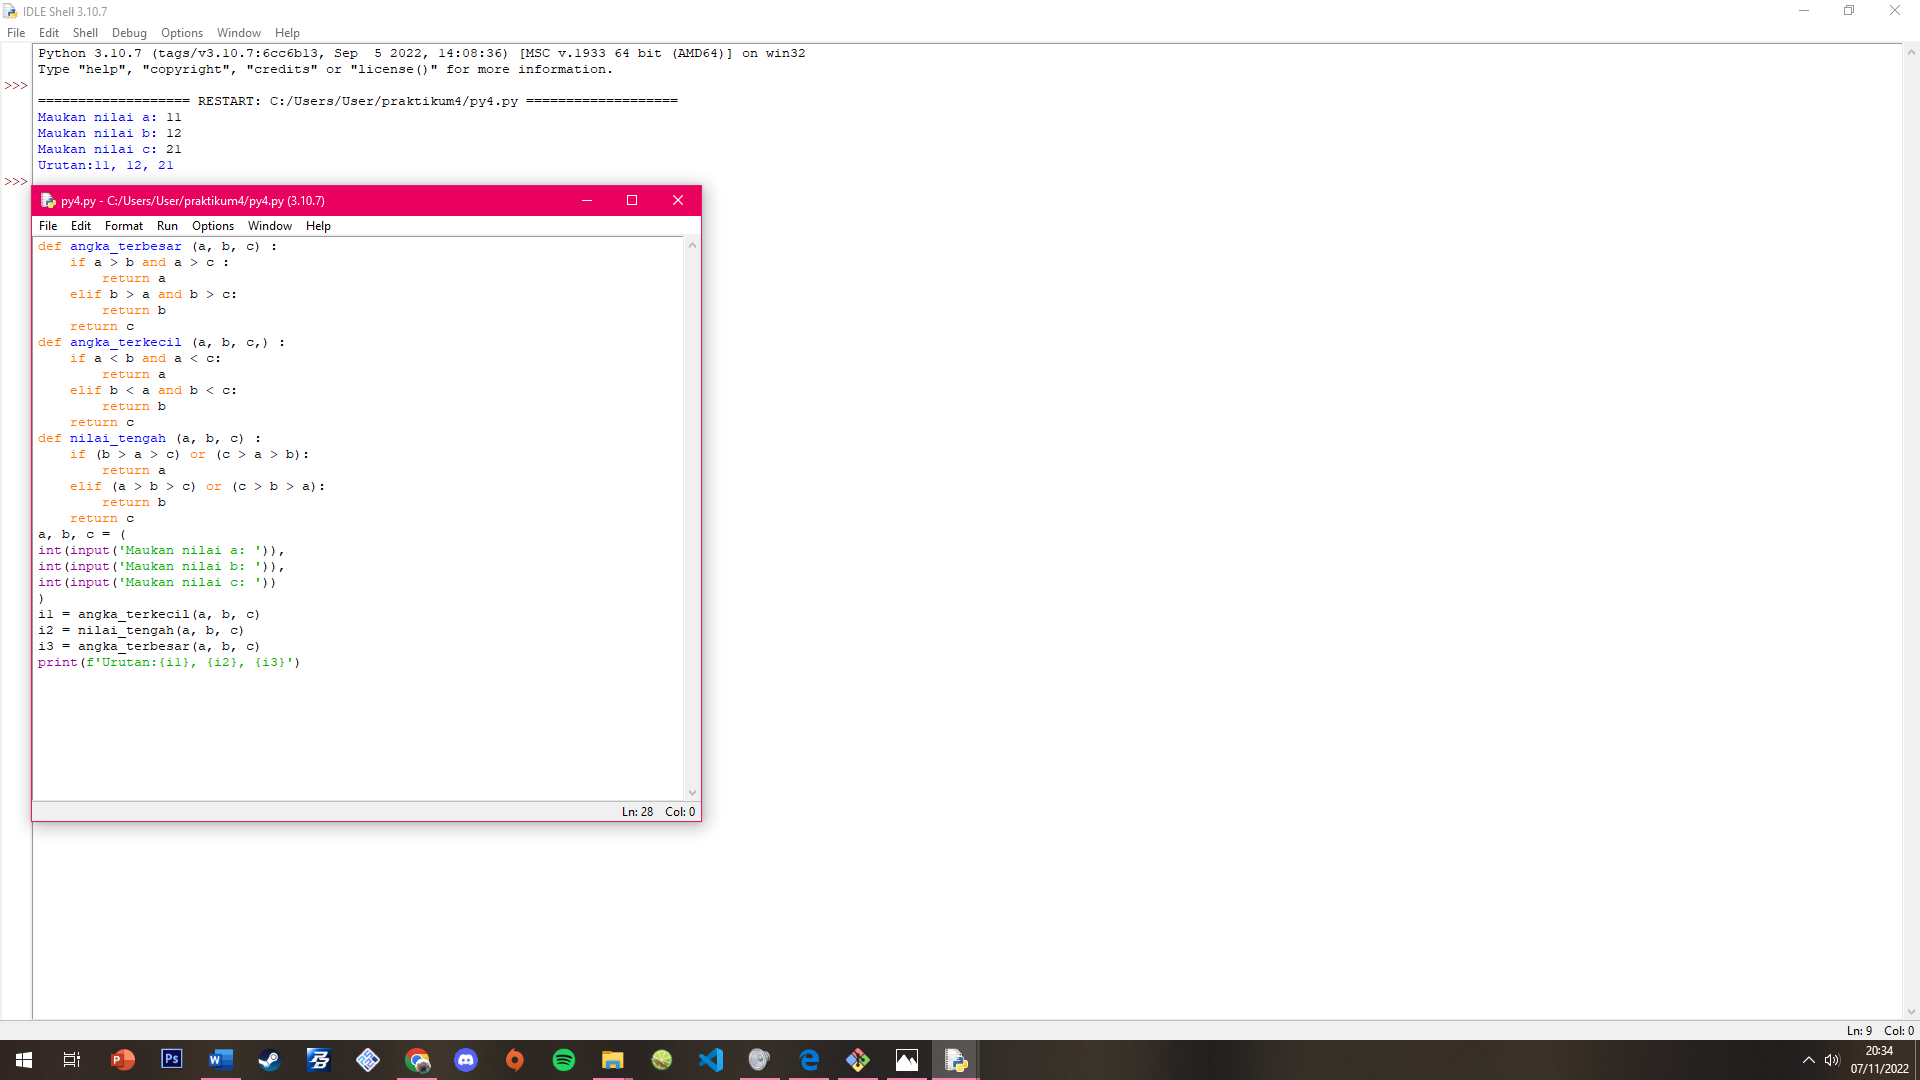 IDLE Shell 3.10.7
File Edit Shell Debug Options Window Help
Python 3.10.7 (tags/v3.10.7:6cc6b13, Sep  5 2022, 14:08:36) [MSC v.1933 64 bit (AMD64)] on win32
Type "help", "copyright", "credits" or "license()" for more information.
>>>
=================== RESTART: C:/Users/User/praktikum4/py4.py ===================
Maukan nilai a: 11
Maukan nilai b: 12
Maukan nilai c: 21
Urutan:11, 12, 21
>>>
py4.py - C:/Users/User/praktikum4/py4.py (3.10.7)
File Edit Format Run Options Window Help
def angka_terbesar (a, b, c) :
    if a > b and a > c :
        return a
    elif b > a and b > c:
        return b
    return c
def angka_terkecil (a, b, c,) :
    if a < b and a < c:
        return a
    elif b < a and b < c:
        return b
    return c
def nilai_tengah (a, b, c) :
    if (b > a > c) or (c > a > b):
        return a
    elif (a > b > c) or (c > b > a):
        return b
    return c
a, b, c = (
int(input('Maukan nilai a: ')),
int(input('Maukan nilai b: ')),
int(input('Maukan nilai c: '))
)
i1 = angka_terkecil(a, b, c)
i2 = nilai_tengah(a, b, c)
i3 = angka_terbesar(a, b, c)
print(f'Urutan:{i1}, {i2}, {i3}')
Ln: 28 Col: 0
Ln: 9 Col: 0
20:34
07/11/2022